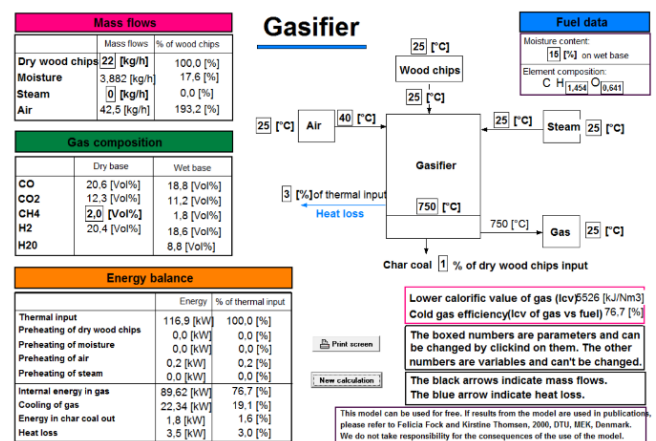 Mass flows
Mass flows % of wood chips
Dry wood chips 22 [kg/h] 100,0 [%]
Moisture 3,882 [kg/h] 17,6 [%]
Steam 0 [kg/h] 0,0 [%]
Air 42,5 [kg/h] 193,2 [%]
Gas composition
Dry base Wet base
CO 20,6 [Vol%] 18,8 [Vol%]
CO2 12,3 [Vol%] 11,2 [Vol%]
CH4 2,0 [Vol%] 1,8 [Vol%]
H2 20,4 [Vol%] 18,6 [Vol%]
H20 8,8 [Vol%]
Energy balance
Energy % of thermal input
Thermal input 116,9 [kW] 100,0 [%]
Preheating of dry wood chips 0,0 [kW] 0,0 [%]
Preheating of moisture 0,0 [kW] 0,0 [%]
Preheating of air 0,2 [kW] 0,2 [%]
Preheating of steam 0,0 [kW] 0,0 [%]
Internal energy in gas 89,62 [kW] 76,7 [%]
Cooling of gas 22,34 [kW] 19,1 [%]
Energy in char coal out 1,8 [kW] 1,6 [%]
Heat loss 3,5 [kW] 3,0 [%]
Gasifier
25 [°C]
Wood chips
25 [°C]
25 [°C] Air 40 [°C]
25 [°C] Steam 25 [°C]
Gasifier
3 [%]of thermal input
Heat loss
750 [°C]
750 [°C] Gas 25 [°C]
Char coal 1 % of dry wood chips input
Fuel data
Moisture content:
15 [%] on wet base
Element composition:
C H1,454 O0,641
Lower calorific value of gas (lcv)5526 [kJ/Nm3]
Cold gas efficiency(lcv of gas vs fuel) 76,7 [%]
Print screen
New calculation
The boxed numbers are parameters and can
be changed by clickind on them. The other
numbers are variables and can't be changed.
The black arrows indicate mass flows.
The blue arrow indicate heat loss.
This model can be used for free. If results from the model are used in publications,
please refer to Felicia Fock and Kirstine Thomsen, 2000, DTU, MEK, Denmark.
We do not take responsibility for the consequences of the use of the model.